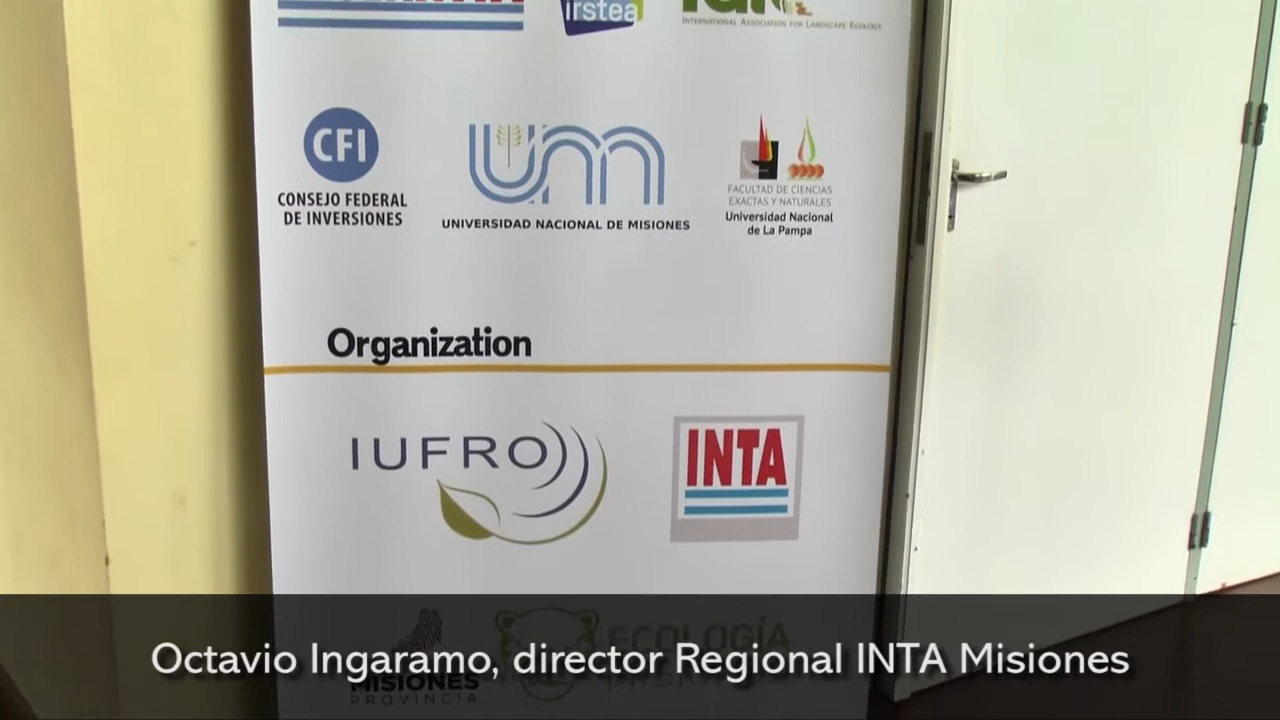 irstea
INTERNATIONAL ASSOCIATION FOR LANDSCAPE ECOLOGY
CFI
CONSEJO FEDERAL
DE INVERSIONES
um
UNIVERSIDAD NACIONAL DE MISIONES
FACULTAD DE CIENCIAS
EXACTAS Y NATURALES
Universidad Nacional
de La Pampa
Organization
IUFRO
INTA
ECOLOGÍA
Octavio Ingaramo, director Regional INTA Misiones
MISIONES
PROVINCIA